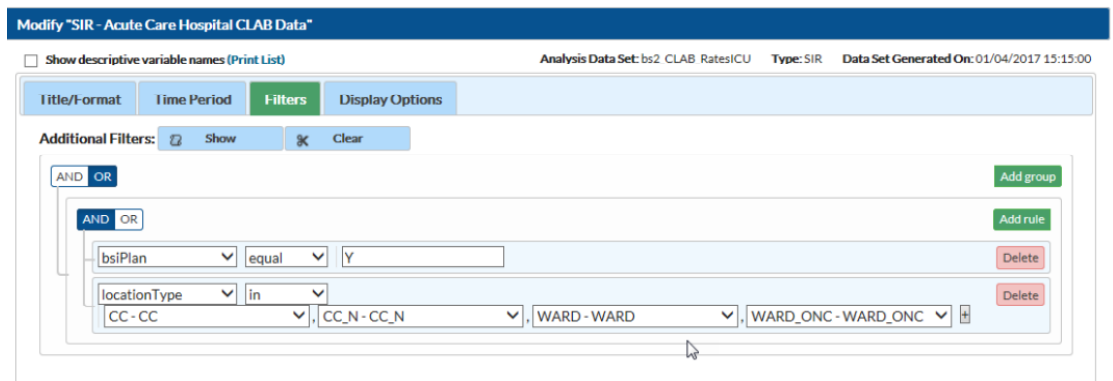 Modify "SIR - Acute Care Hospital CLAB Data"
Show descriptive variable names (Print List) Analysis Data Set: bs2_CLAB_RatesICU Type: SIR Data Set Generated On: 01/04/2017 15:15:00
Title/Format Time Period Filters Display Options
Additional Filters: Show Clear
AND OR Add group
AND OR Add rule
bsiPlan equal Y Delete
locationType in Delete
CC - CC , CC_N - CC_N , WARD - WARD , WARD_ONC - WARD_ONC +